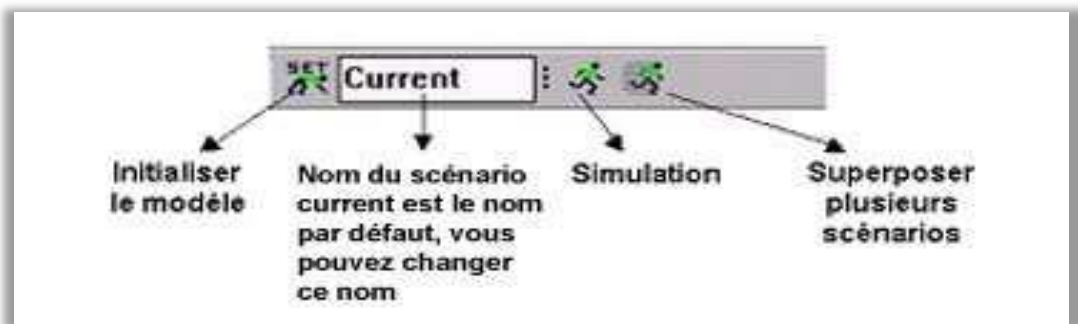 SET
Current
Initialiser
le modéle
Nom du scénario
current est le nom
par défaut, vous
pouvez changer
ce nom
Simulation
Superposer
plusieurs
scénarios